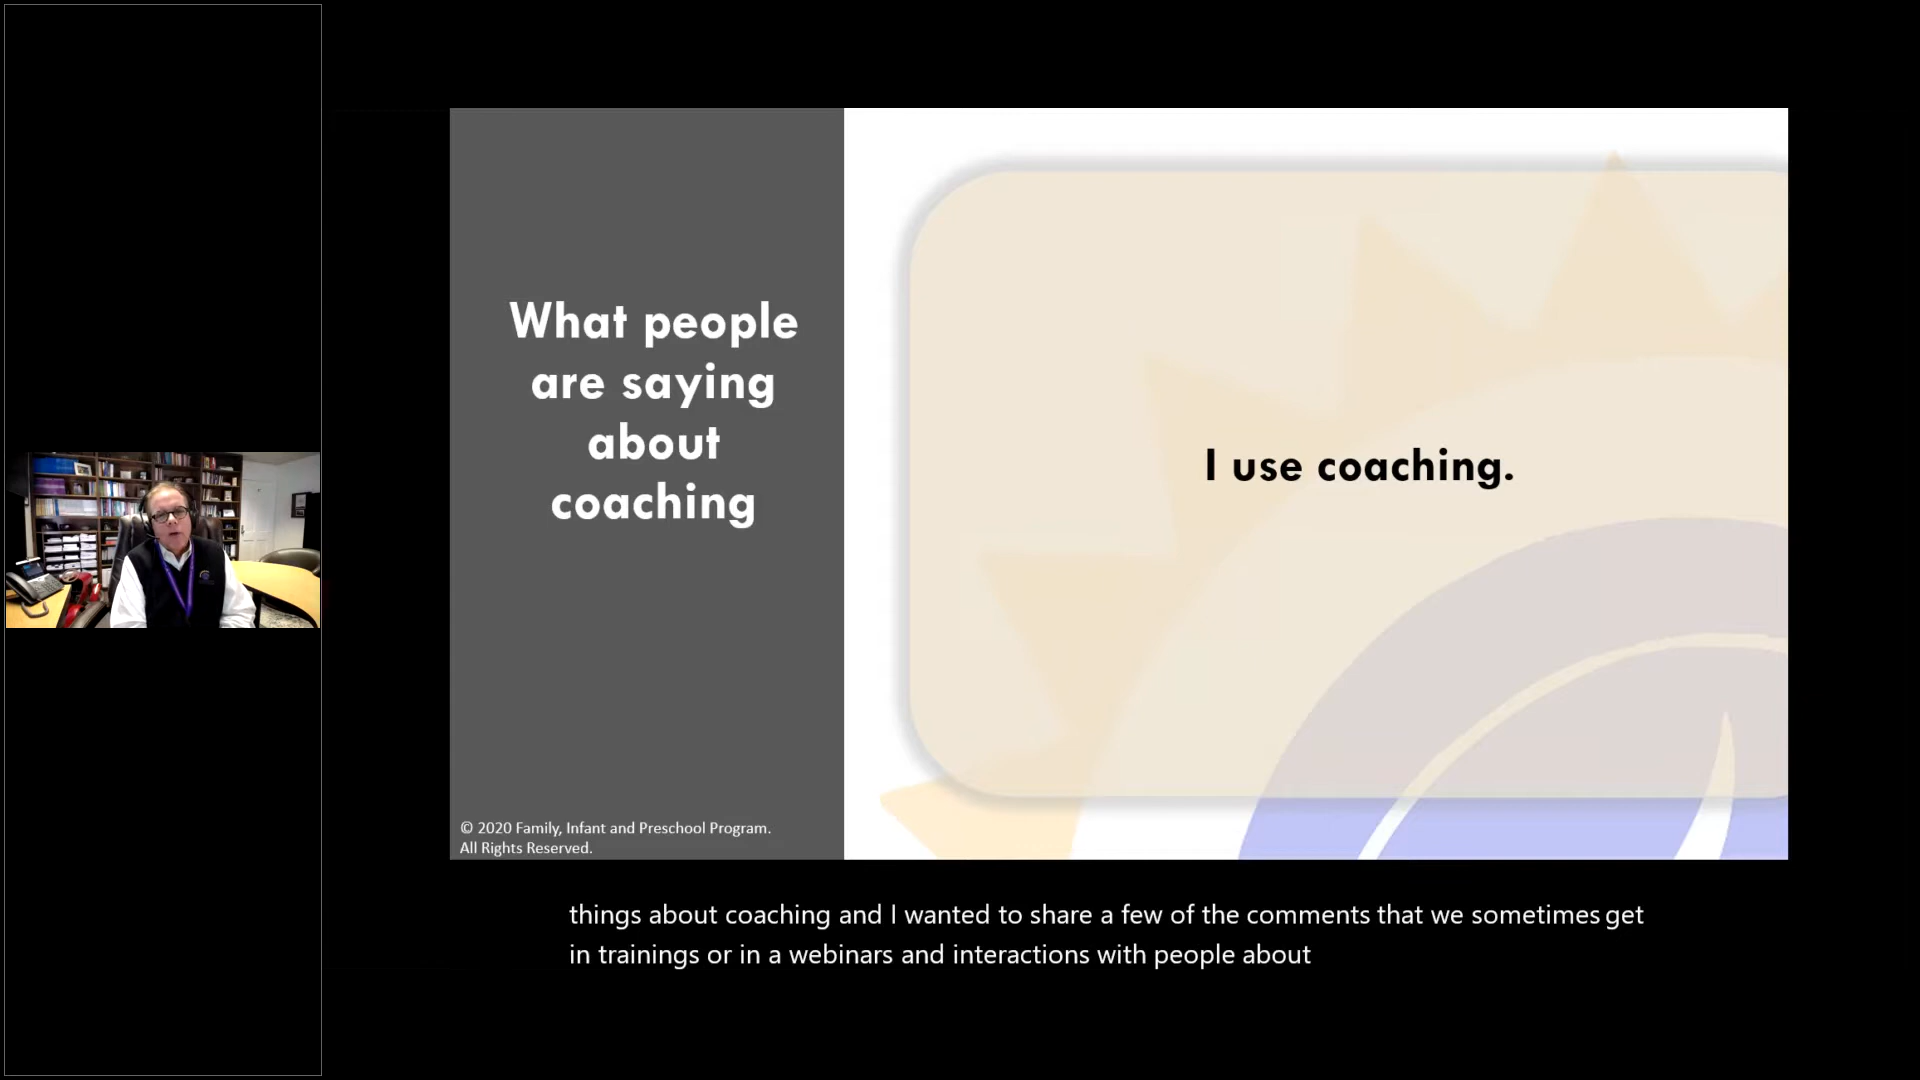 What people
are saying
about
coaching
I use coaching.
© 2020 Family, Infant and Preschool Program.
All Rights Reserved.
things about coaching and I wanted to share a few of the comments that we sometimes get
in trainings or in a webinars and interactions with people about